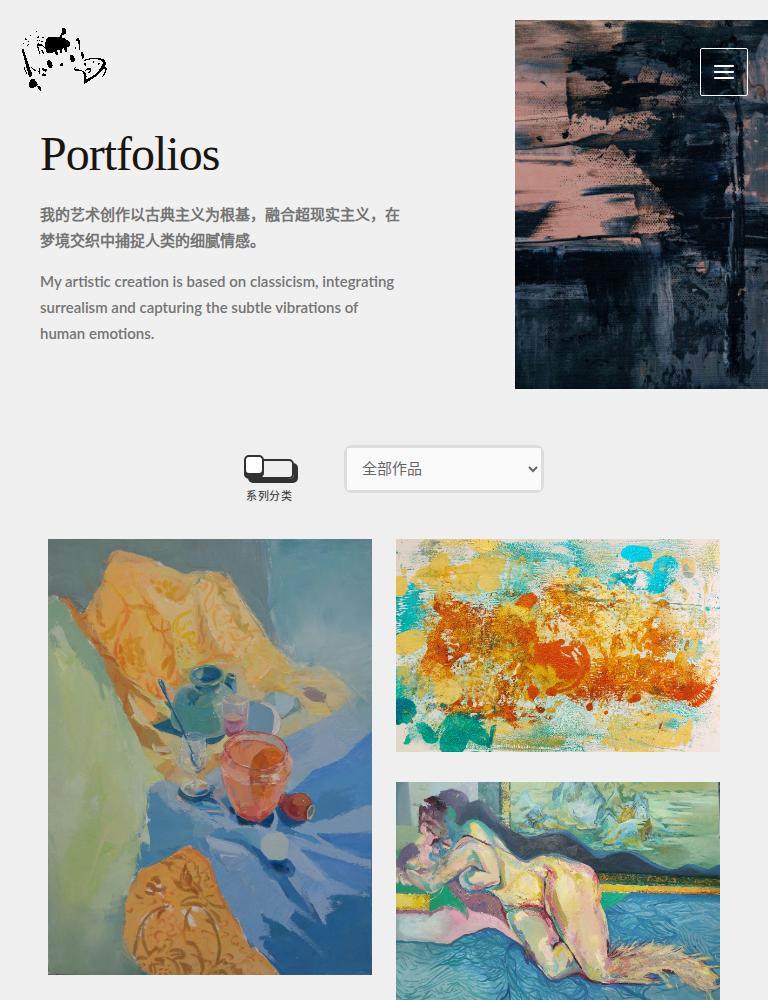 Portfolios
我的艺术创作以古典主义为根基，融合超现实主义，在
梦境交织中捕捉人类的细腻情感。
My artistic creation is based on classicism, integrating
surrealism and capturing the subtle vibrations of
human emotions.
全部作品
系列分类